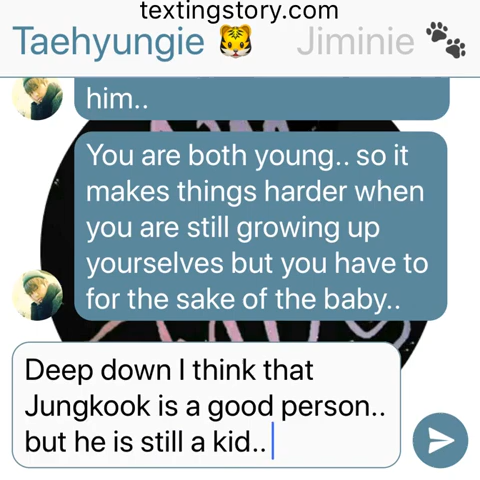 textingstory.com
Taehyungie 🐯 Jiminie 🐾
him..
You are both young.. so it
makes things harder when
you are still growing up
yourselves but you have to
for the sake of the baby..
Deep down I think that
Jungkook is a good person..
but he is still a kid..